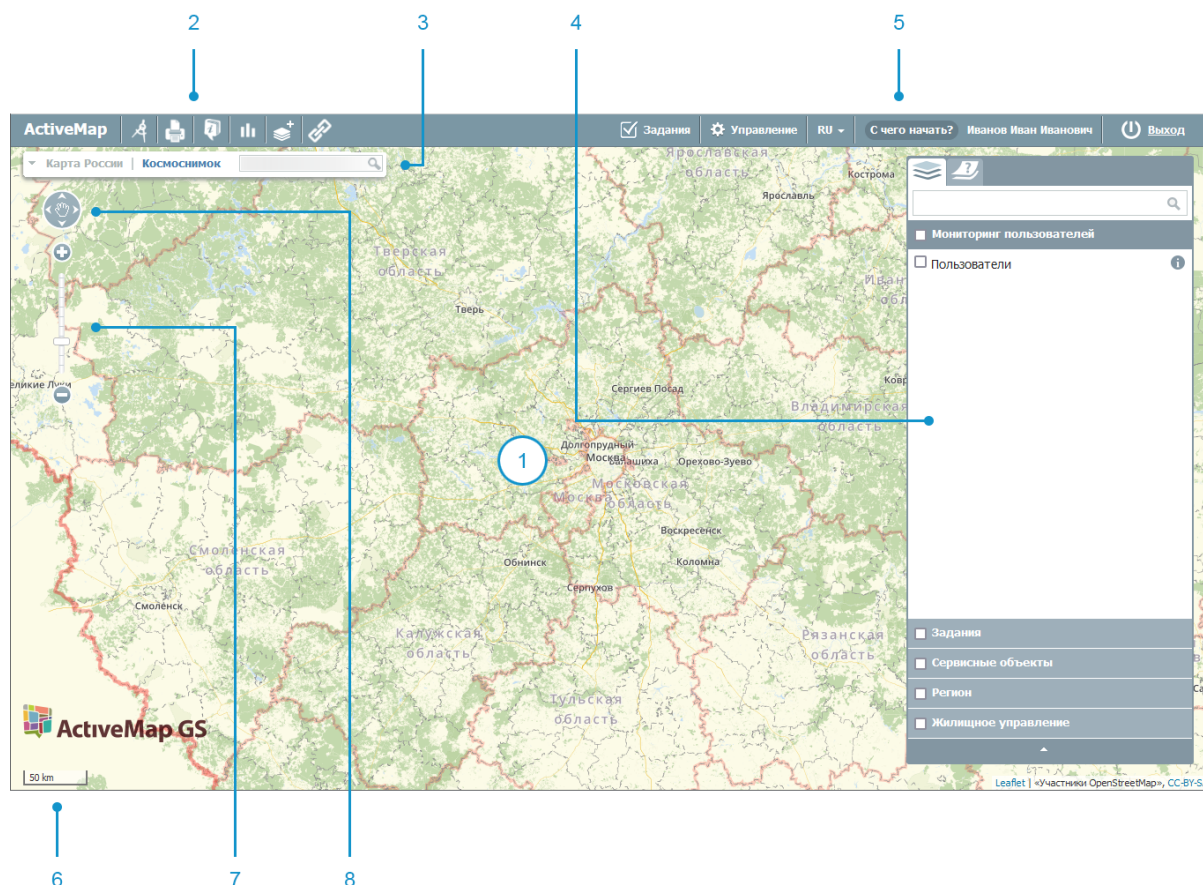 2 3 4 5
ActiveMap Задания Управление RU С чего начать? Иванов Иван Иванович Выход
Карта России | Космоснимок
Ярославская
область
Кострома
Ярославль
Мониторинг пользователей
Пользователи
Тверская
область
Тверь
Сергиев Посад
Владимирская
область
Долгопрудный
Москва
Балашиха
Орехово-Зуево
1
Московская
область
Москва
Воскресенск
Коломна
Обнинск
Серпухов
Смоленская
область
Смоленск
Калужская
область
Рязанская
область
Тульская
область
Задания
Сервисные объекты
Регион
Жилищное управление
ActiveMap GS
50 km
Leaflet | «Участники OpenStreetMap», CC-BY-S
6 7 8